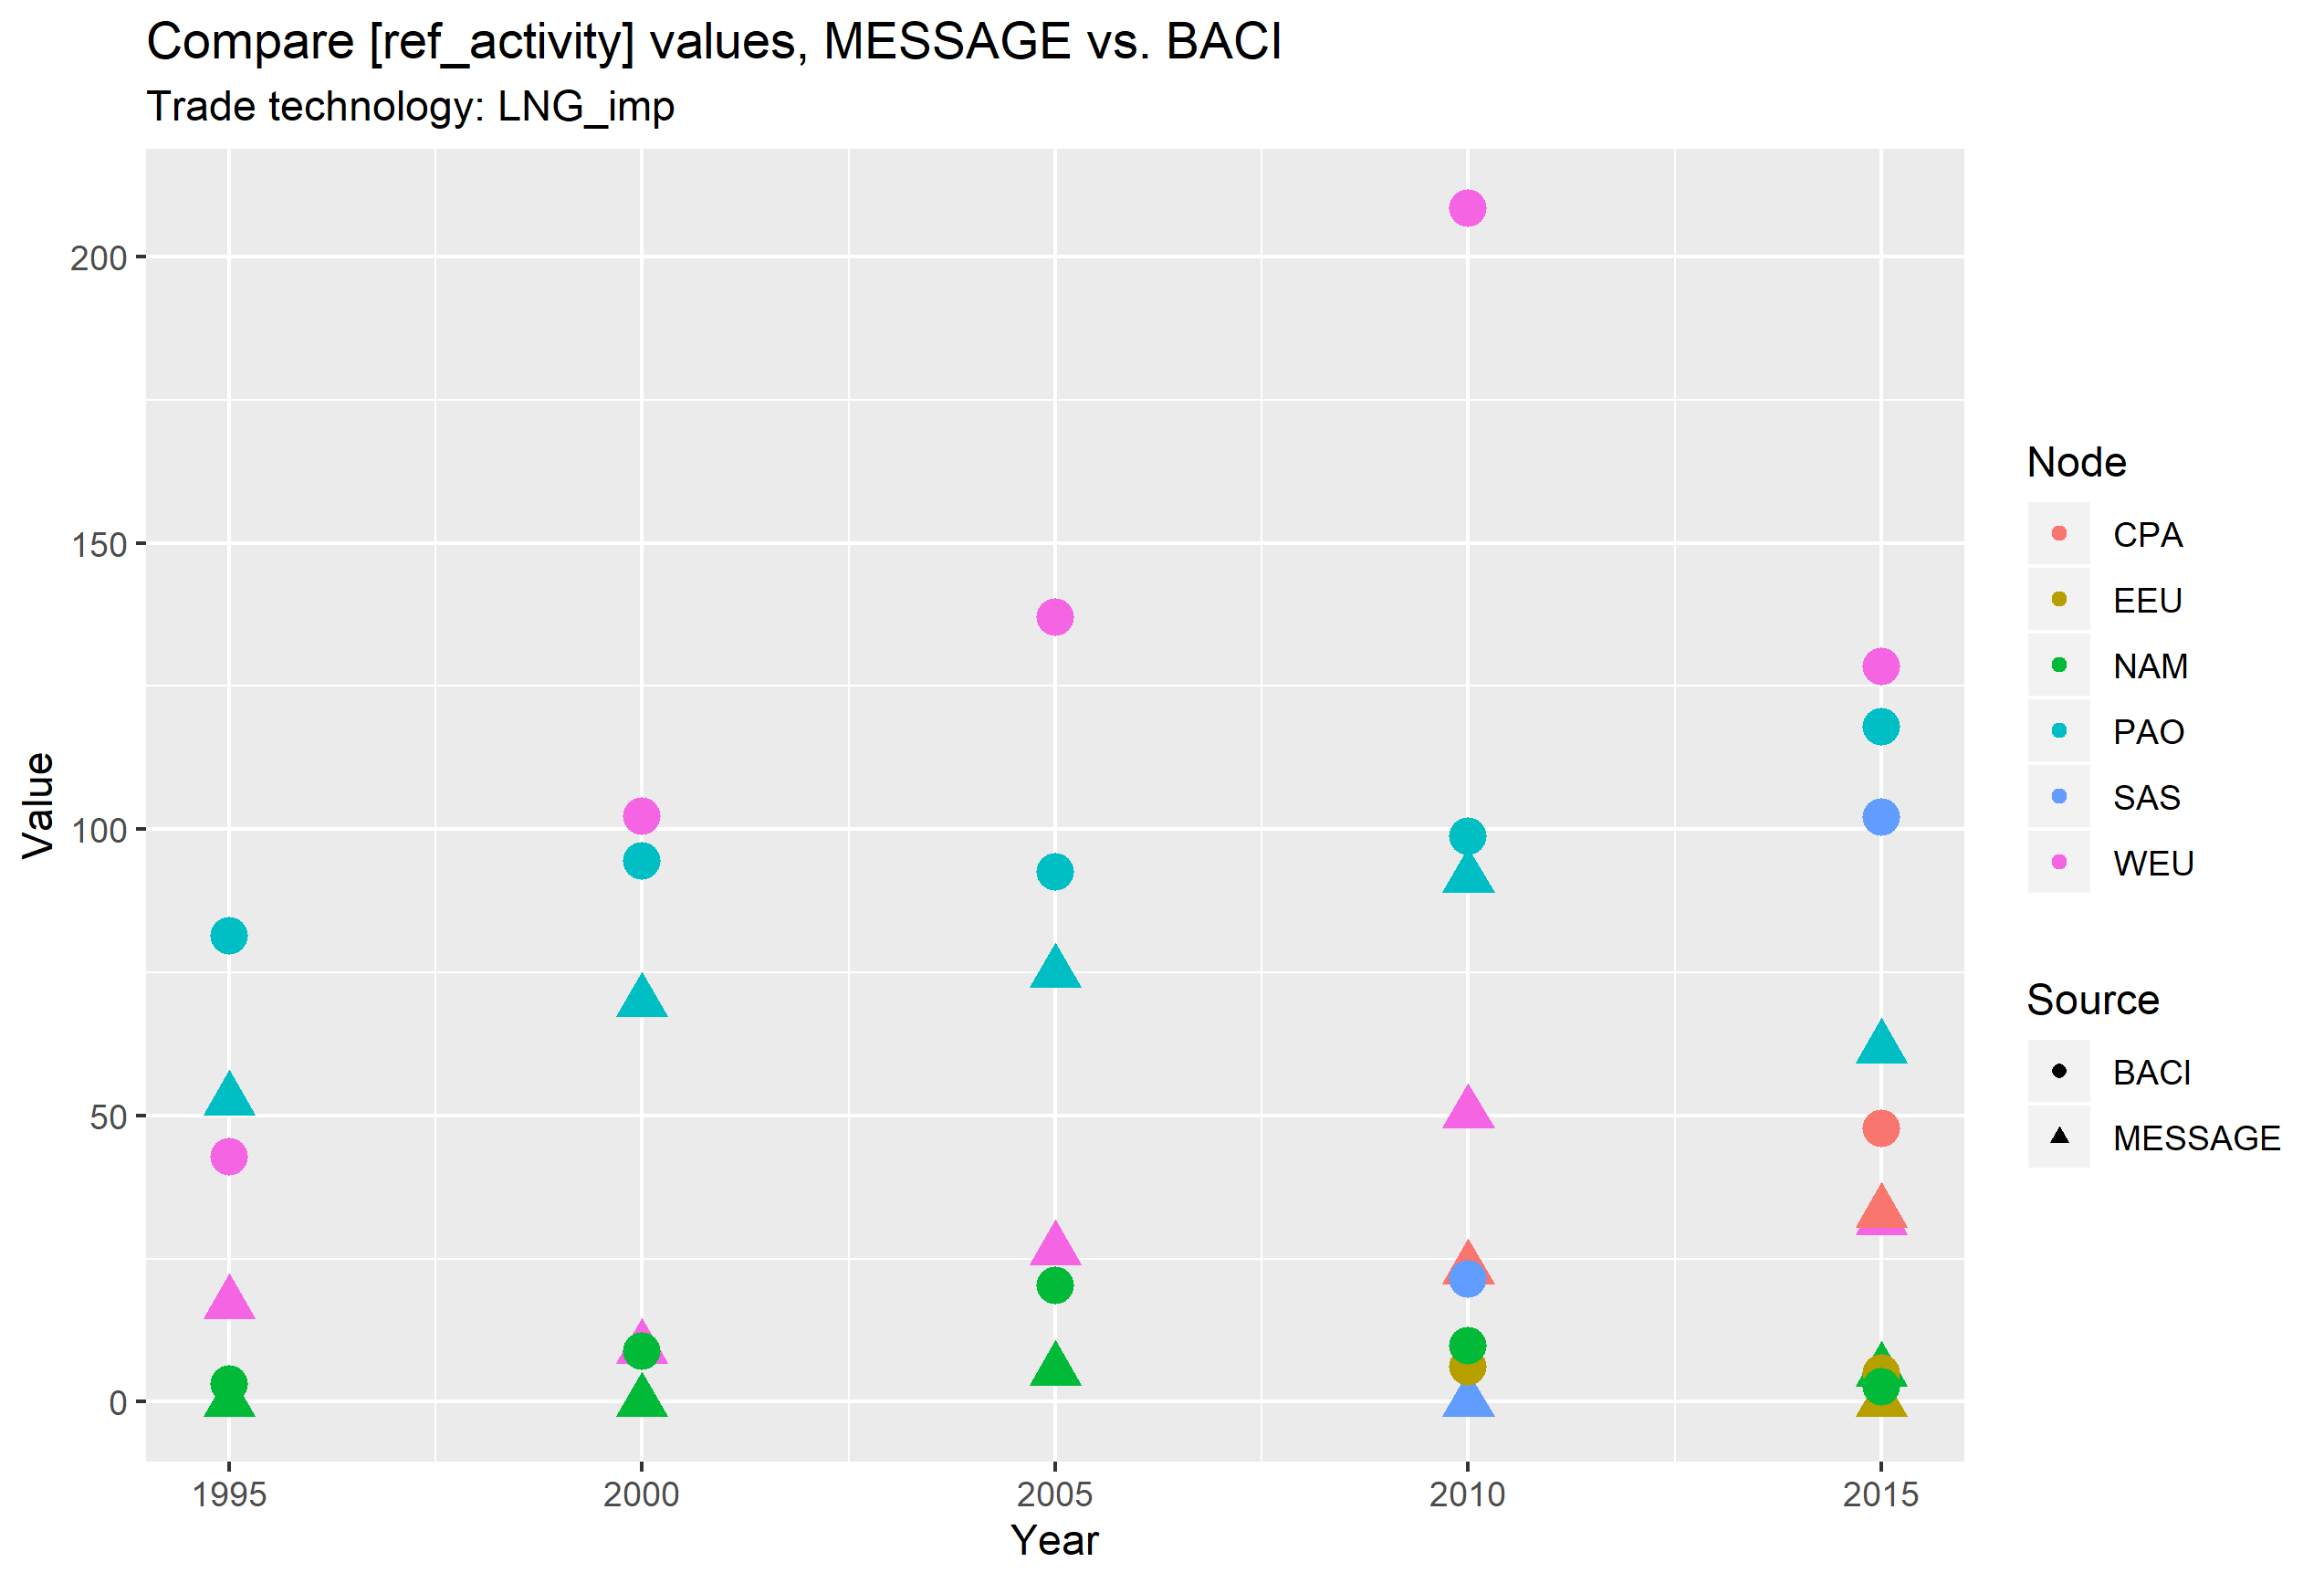 Compare [ref_activity] values, MESSAGE vs. BACI
Trade technology: LNG_imp
Value
200
150
100
50
0
1995
2000
2005
2010
2015
Year
Node
CPA
EEU
NAM
PAO
SAS
WEU
Source
BACI
MESSAGE